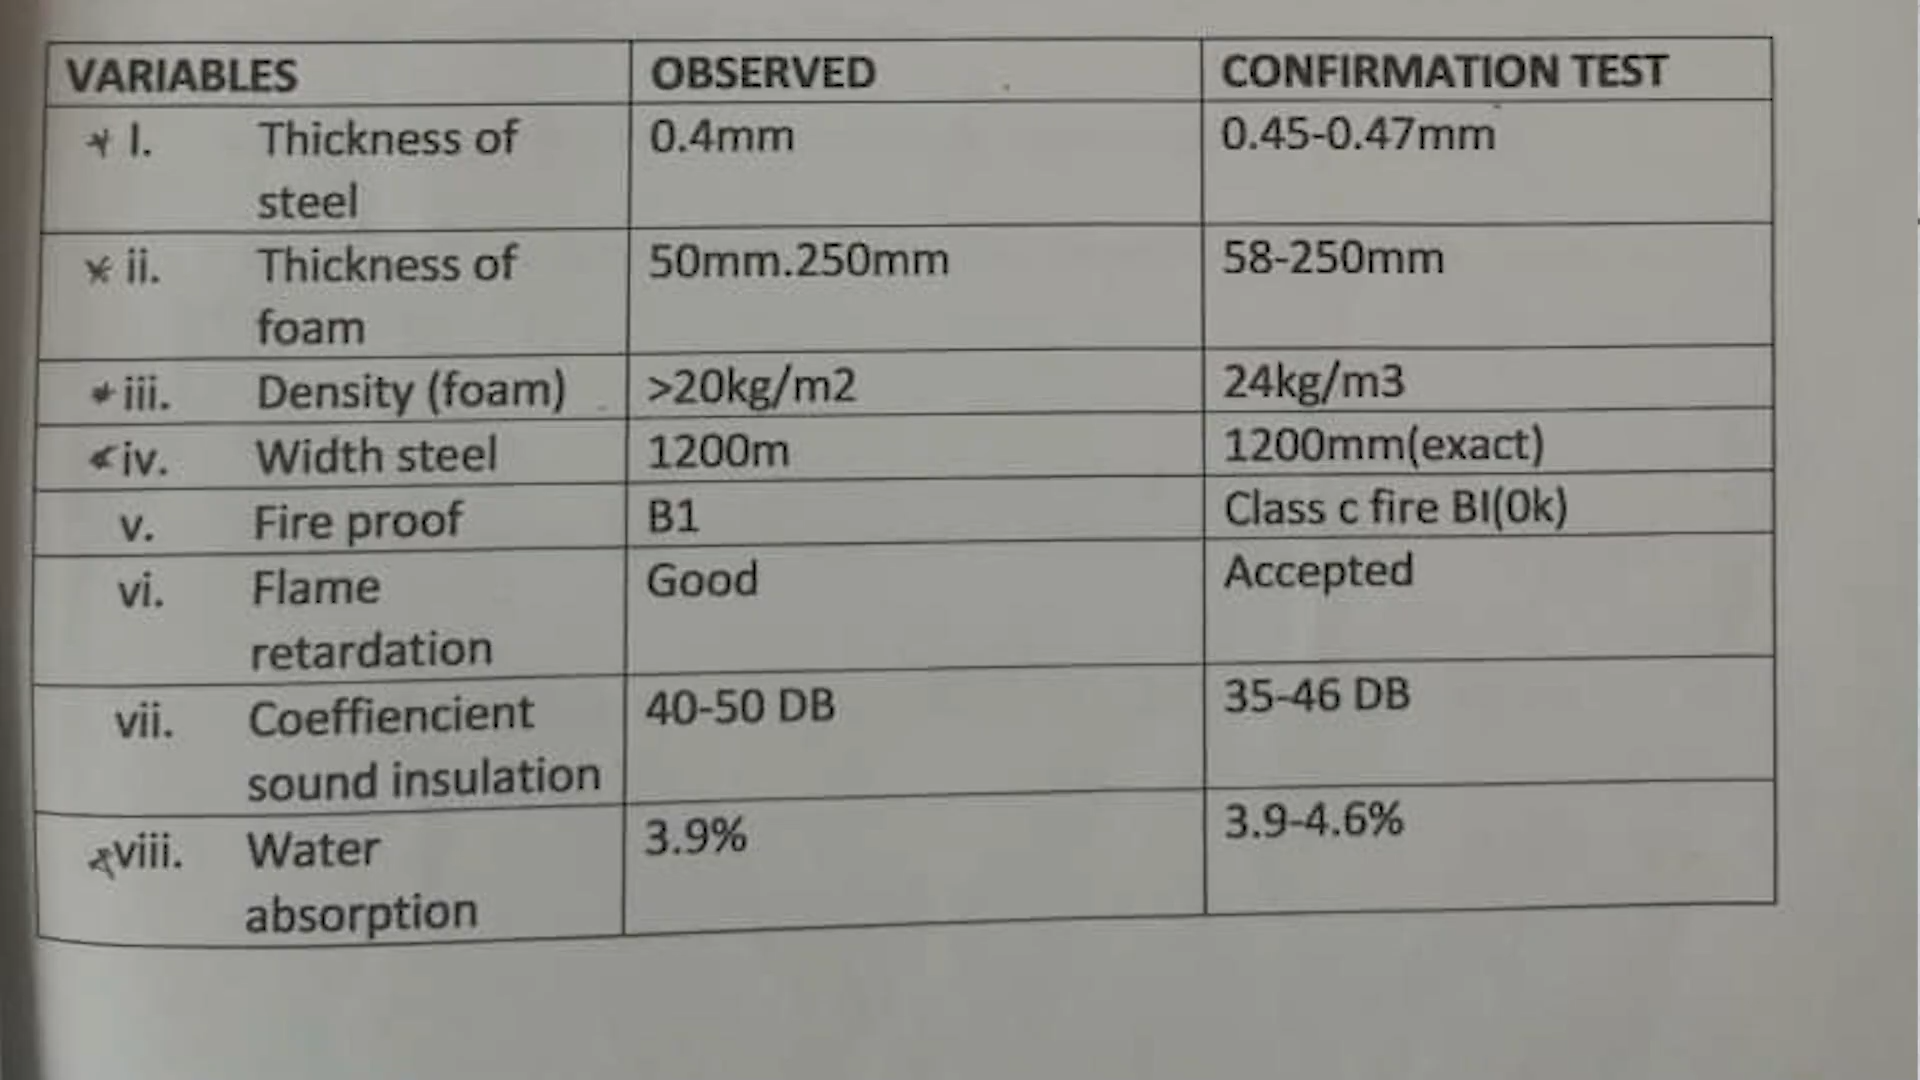 VARIABLES OBSERVED CONFIRMATION TEST
I. Thickness of 0.4mm 0.45-0.47mm
steel
ii. Thickness of 50mm.250mm 58-250mm
foam
iii. Density (foam) >20kg/m2 24kg/m3
iv. Width steel 1200m 1200mm(exact)
v. Fire proof B1 Class c fire BI(0k)
vi. Flame Good Accepted
retardation
vii. Coeffiencient 40-50 DB 35-46 DB
sound insulation
viii. Water 3.9% 3.9-4.6%
absorption